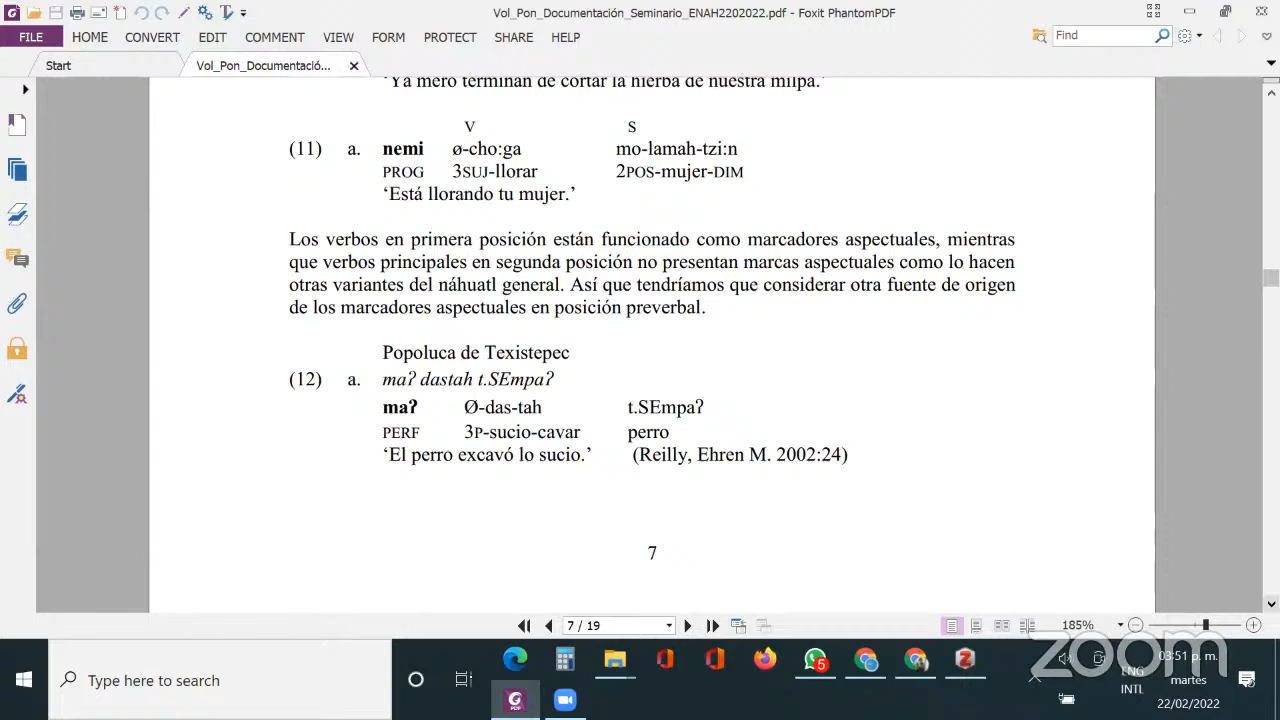 Vol_Pon_Documentación_Seminario_ENAH2202022.pdf - Foxit PhantomPDF
FILE HOME CONVERT EDIT COMMENT VIEW FORM PROTECT SHARE HELP Find
Start Vol_Pon_Documentació...
‘Ya mero terminan de cortar la hierba de nuestra milpa.’
V S
(11) a. nemi ø-cho:ga mo-lamah-tzi:n
PROG 3SUJ-llorar 2POS-mujer-DIM
‘Está llorando tu mujer.’
Los verbos en primera posición están funcionado como marcadores aspectuales, mientras
que verbos principales en segunda posición no presentan marcas aspectuales como lo hacen
otras variantes del náhuatl general. Así que tendríamos que considerar otra fuente de origen
de los marcadores aspectuales en posición preverbal.
Popoluca de Texistepec
(12) a. maʔ dastah t.SEmpaʔ
maʔ Ø-das-tah t.SEmpaʔ
PERF 3P-sucio-cavar perro
‘El perro excavó lo sucio.’ (Reilly, Ehren M. 2002:24)
7
7 / 19 185%
Type here to search
5
zoom
ENG
INTL
03:51 p. m.
martes
22/02/2022